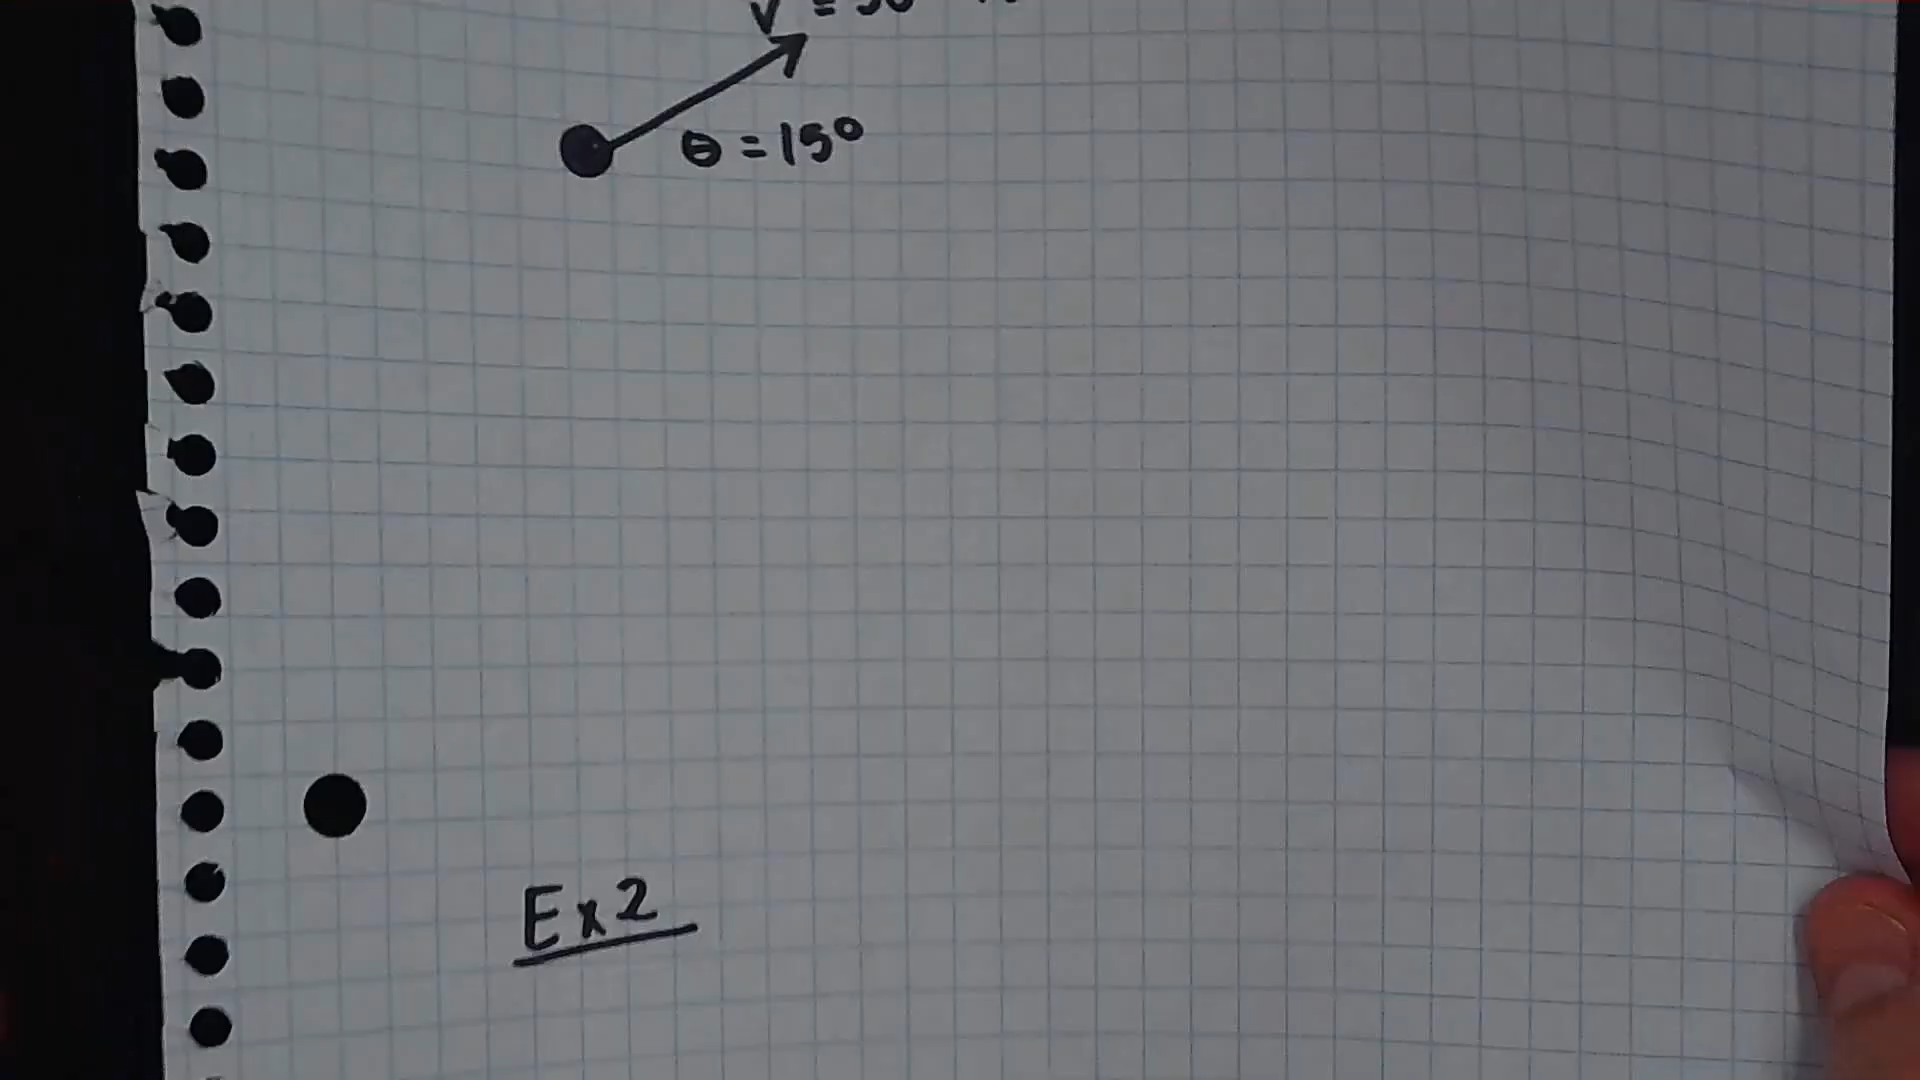 V =
θ = 15°
Ex 2